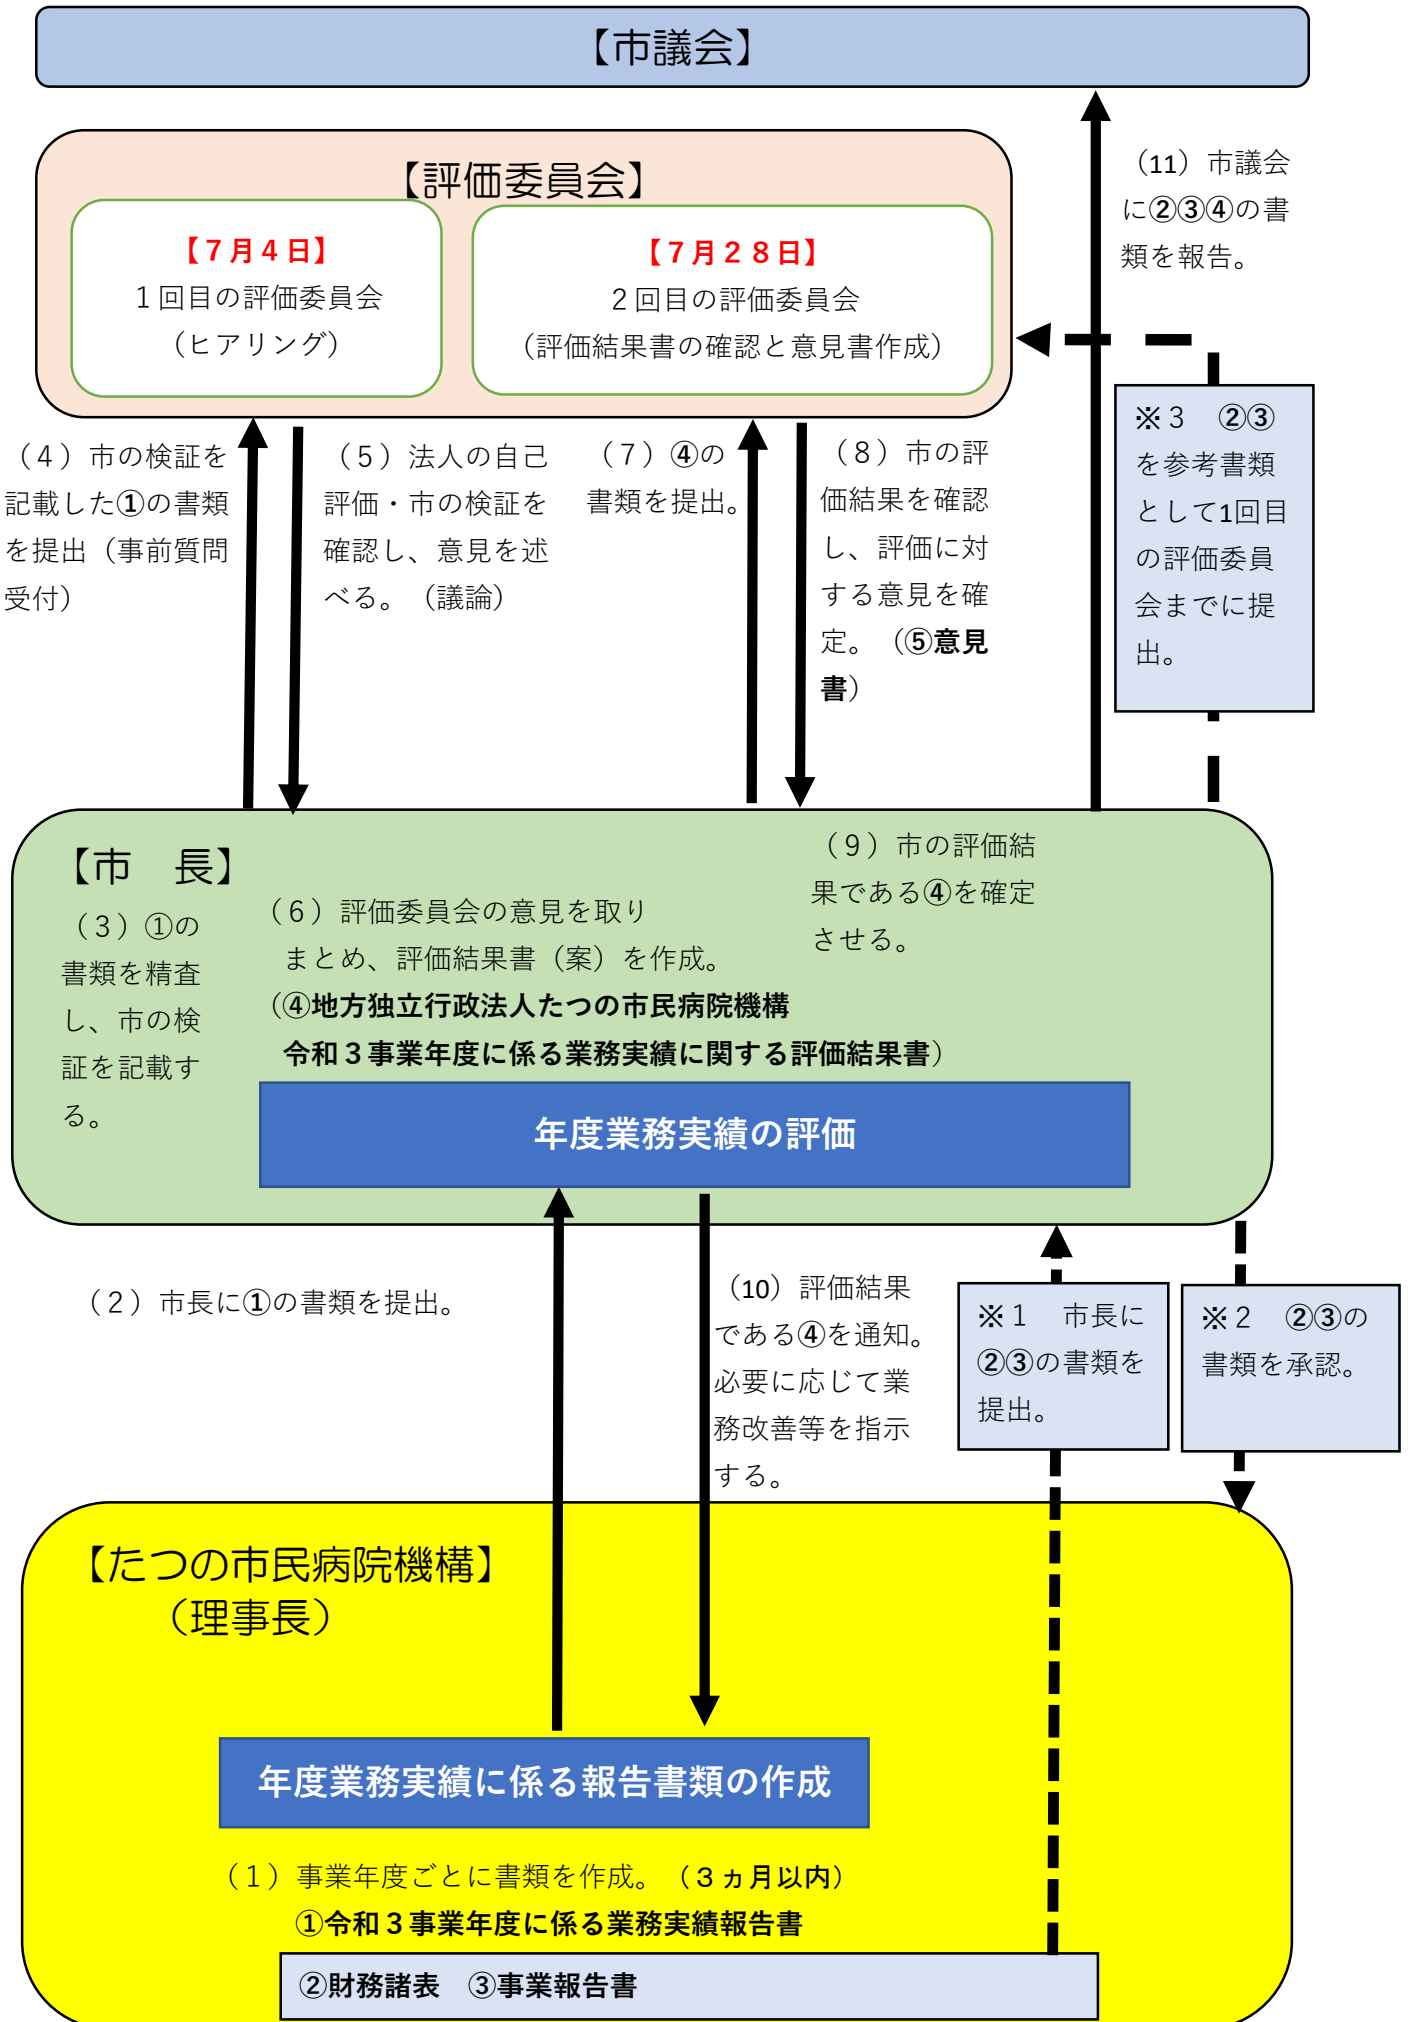 【市議会】
【評価委員会】
【７月４日】
１回目の評価委員会
（ヒアリング）
【７月２８日】
２回目の評価委員会
（評価結果書の確認と意見書作成）
（11）市議会
に②③④の書
類を報告。
※３　②③
を参考書類
として1回目
の評価委員
会までに提
出。
（４）市の検証を
記載した①の書類
を提出（事前質問
受付）
（５）法人の自己
評価・市の検証を
確認し、意見を述
べる。（議論）
（７）④の
書類を提出。
（８）市の評
価結果を確認
し、評価に対
する意見を確
定。（⑤意見
書）
【市　長】
（３）①の
書類を精査
し、市の検
証を記載す
る。
（６）評価委員会の意見を取り
まとめ、評価結果書（案）を作成。
（④地方独立行政法人たつの市民病院機構
令和３事業年度に係る業務実績に関する評価結果書）
（９）市の評価結
果である④を確定
させる。
年度業務実績の評価
（２）市長に①の書類を提出。
（10）評価結果
である④を通知。
必要に応じて業
務改善等を指示
する。
※１　市長に
②③の書類を
提出。
※２　②③の
書類を承認。
【たつの市民病院機構】
（理事長）
年度業務実績に係る報告書類の作成
（１）事業年度ごとに書類を作成。（３ヵ月以内）
①令和３事業年度に係る業務実績報告書
②財務諸表　③事業報告書